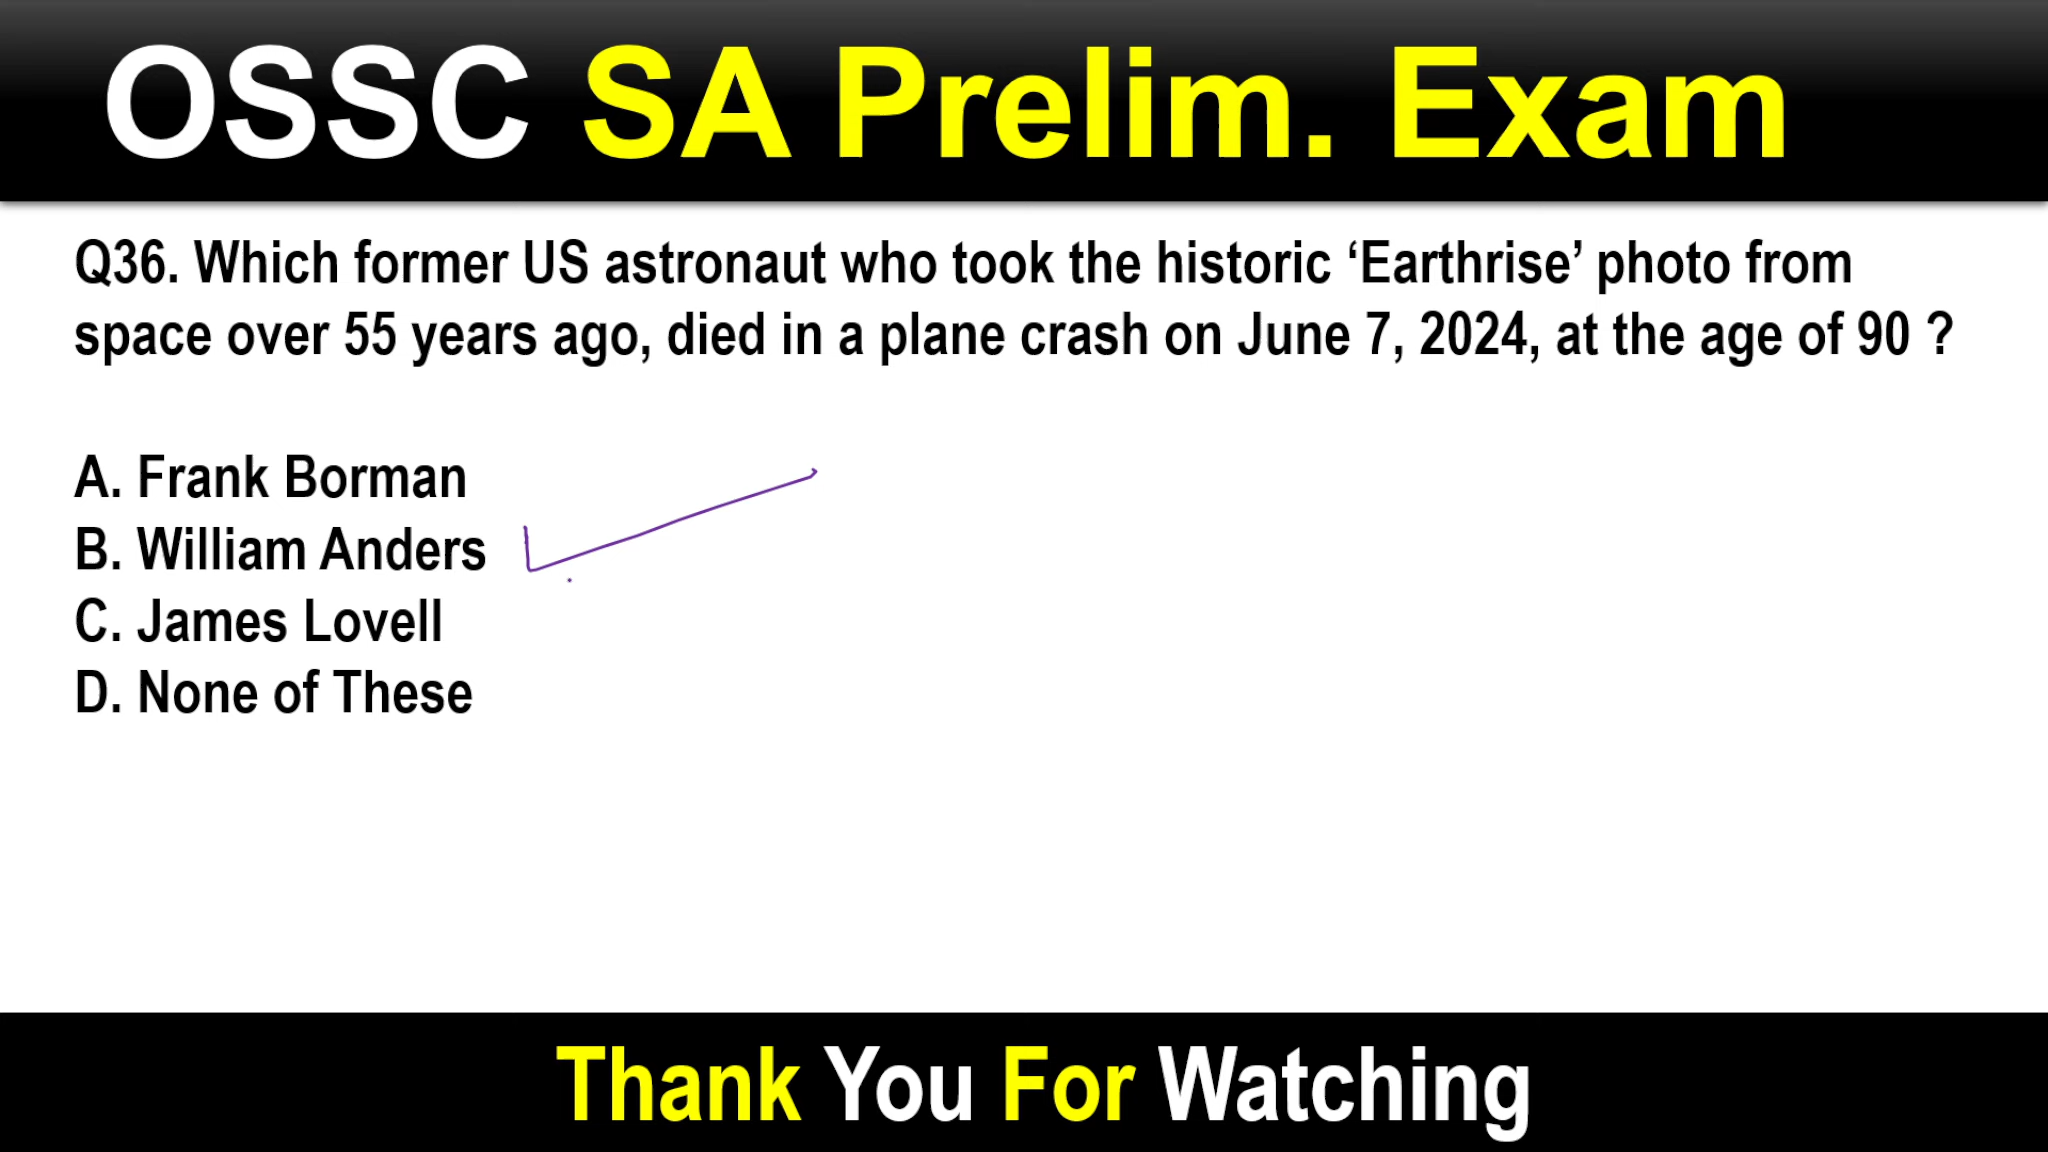 OSSC SA Prelim. Exam
Q36. Which former US astronaut who took the historic ‘Earthrise’ photo from
space over 55 years ago, died in a plane crash on June 7, 2024, at the age of 90 ?
A. Frank Borman
B. William Anders
C. James Lovell
D. None of These
Thank You For Watching